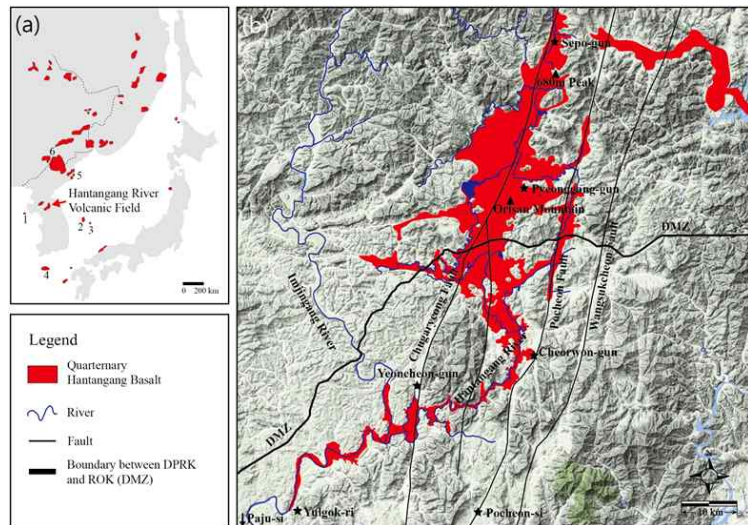 (a)
6
5
Hantangang River
Volcanic Field
1
2
3
4
0
200 km
Legend
Quarternary
Hantangang Basalt
River
Fault
Boundary between DPRK
and ROK (DMZ)
(b)
Sepo-gun
680m Peak
Pyeonggang-gun
Orisan Mountain
DMZ
Imjingang River
Chugaryeong Fault
Pocheon Fault
Wangsukcheon Fault
Hantangang River
Cheorwon-gun
Yeoncheon-gun
DMZ
Paju-si
Yulgok-ri
Pocheon-si
10 km